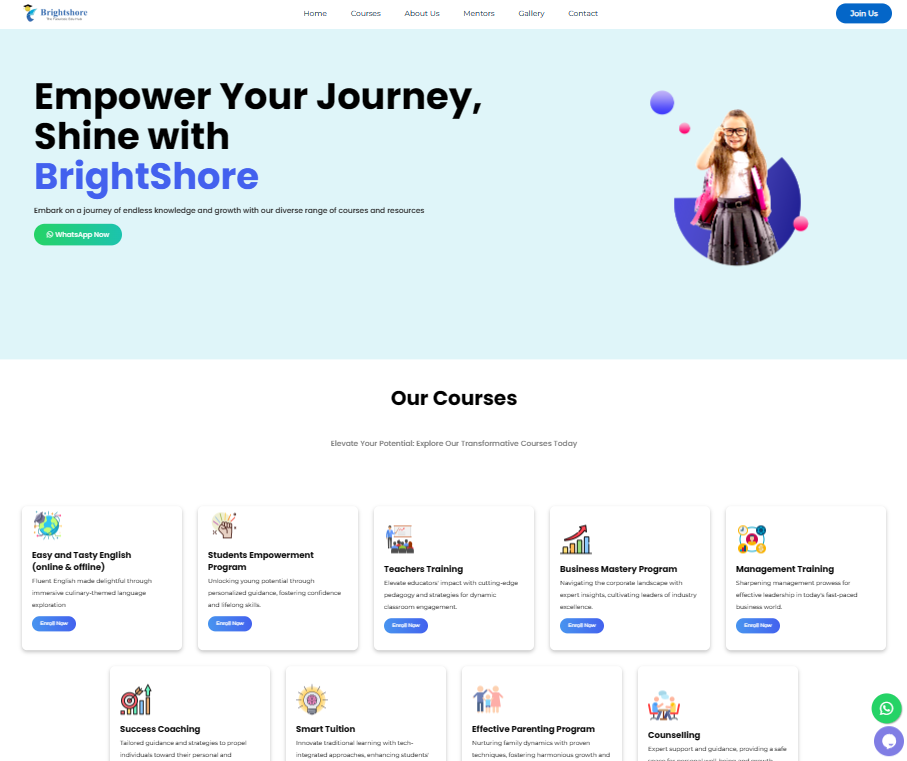 Brightshore
Home Courses About Us Mentors Gallery Contact
Join Us
Empower Your Journey,
Shine with
BrightShore
Embark on a journey of endless knowledge and growth with our diverse range of courses and resources
WhatsApp Now
Our Courses
Elevate Your Potential: Explore Our Transformative Courses Today
Easy and Tasty English
(online & offline)
Fluent English made delightful through
immersive culinary-themed language
exploration
Enroll Now
Students Empowerment
Program
Unlocking young potential through
personalized guidance, fostering confidence
and lifelong skills.
Enroll Now
Teachers Training
Elevate educators' impact with cutting-edge
pedagogy and strategies for dynamic
classroom engagement.
Enroll Now
Business Mastery Program
Navigating the corporate landscape with
expert insights, cultivating leaders of industry
excellence.
Enroll Now
Management Training
Sharpening management prowess for
effective leadership in today's fast-paced
business world.
Enroll Now
Success Coaching
Tailored guidance and strategies to propel
individuals toward their personal and
Smart Tuition
Innovate traditional learning with tech-
integrated approaches, enhancing students'
Effective Parenting Program
Nurturing family dynamics with proven
techniques, fostering harmonious growth and
Counselling
Expert support and guidance, providing a safe